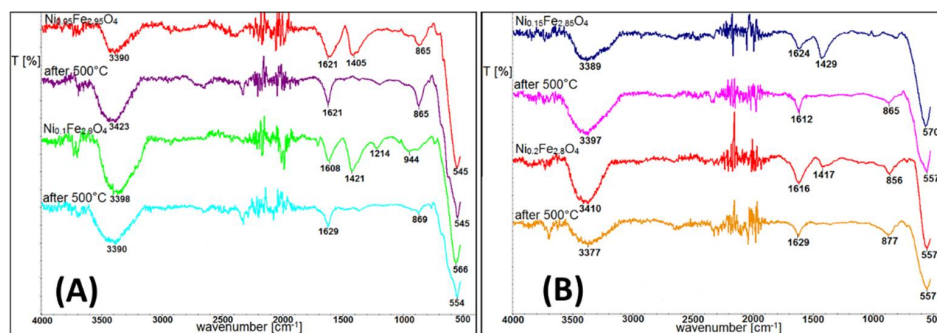 Ni0.95Fe2.95O4
T [%]
3390
1621
1405
865
after 500°C
3423
1621
865
545
Ni0.1Fe2.8O4
3398
1608
1421
1214
944
545
after 500°C
3390
1629
869
566
554
(A)
4000 3500 3000 2500 2000 1500 1000 500
wavenumber [cm-1]
Ni0.15Fe2.85O4
T [%]
3389
1624
1429
after 500°C
3397
1612
865
570
Ni0.2Fe2.8O4
3410
1616
1417
856
557
after 500°C
3377
1629
877
557
557
(B)
4000 3500 3000 2500 2000 1500 1000 500
wavenumber [cm-1]